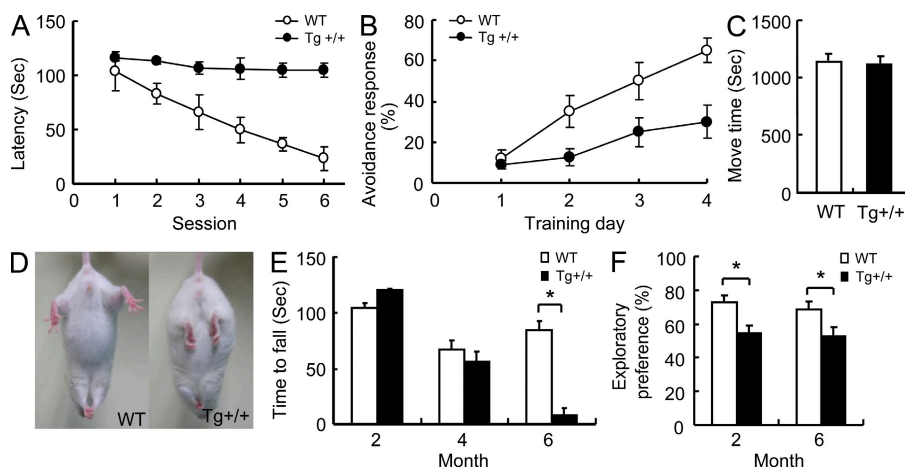 A
WT
Tg +/+
Latency (Sec)
150
100
50
0
0 1 2 3 4 5 6
Session
B
WT
Tg +/+
Avoidance response
(%)
80
60
40
20
0
0 1 2 3 4
Training day
C
Move time (Sec)
1500
1000
500
0
WT Tg+/+
D
WT
Tg+/+
E
WT
Tg+/+
Time to fall (Sec)
150
100
50
0
*
2 4 6
Month
F
WT
Tg+/+
Exploratory
preference (%)
100
80
60
40
20
0
* *
2 6
Month